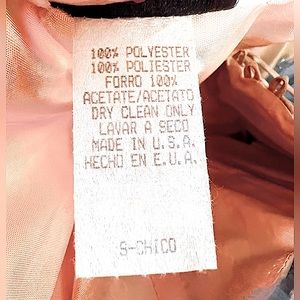 100% POLYESTER
100% POLIESTER
FORRO 100%
ACETATE/ACETATO
DRY CLEAN ONLY
LAVAR A SECO
MADE IN U.S.A.
HECHO EN E.U.A.
S-CHICO